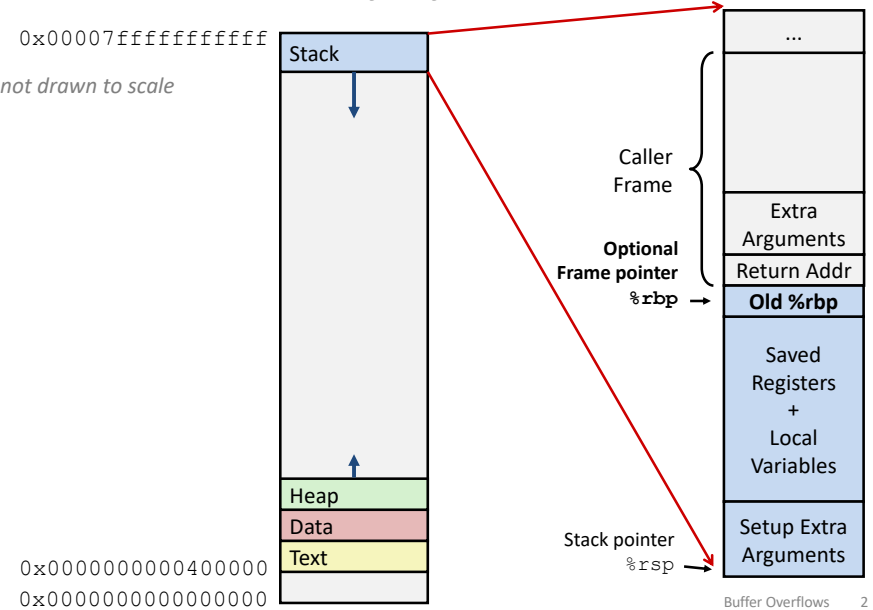 0x00007fffffffffff
not drawn to scale
Stack
Heap
Data
Text
0x0000000000400000
0x0000000000000000
...
Caller
Frame
Extra
Arguments
Return Addr
Optional
Frame pointer
%rbp
Old %rbp
Saved
Registers
+
Local
Variables
Setup Extra
Arguments
Stack pointer
%rsp
Buffer Overflows 2